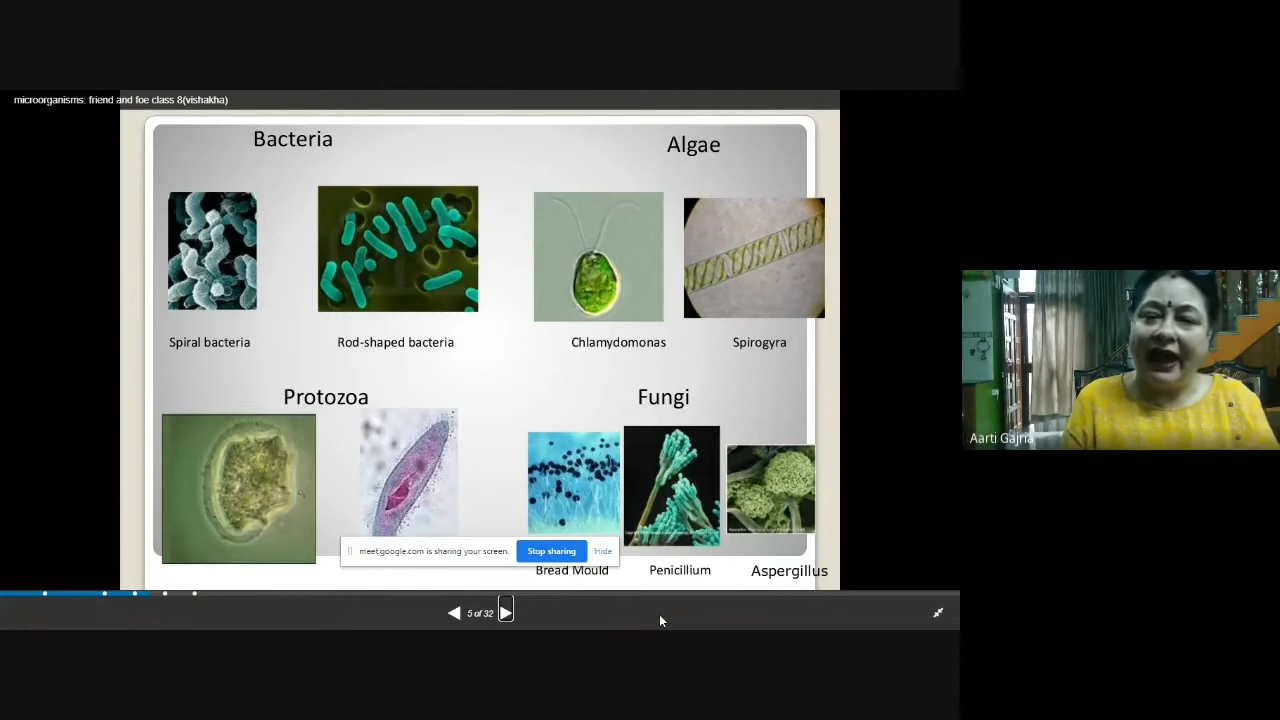 microorganisms: friend and foe class 8(vishakha)
Bacteria
Algae
Spiral bacteria
Rod-shaped bacteria
Chlamydomonas
Spirogyra
Protozoa
Fungi
meet.google.com is sharing your screen.
Stop sharing
Hide
Bread Mould
Penicillium
Aspergillus
5 of 32
Aarti Gajria